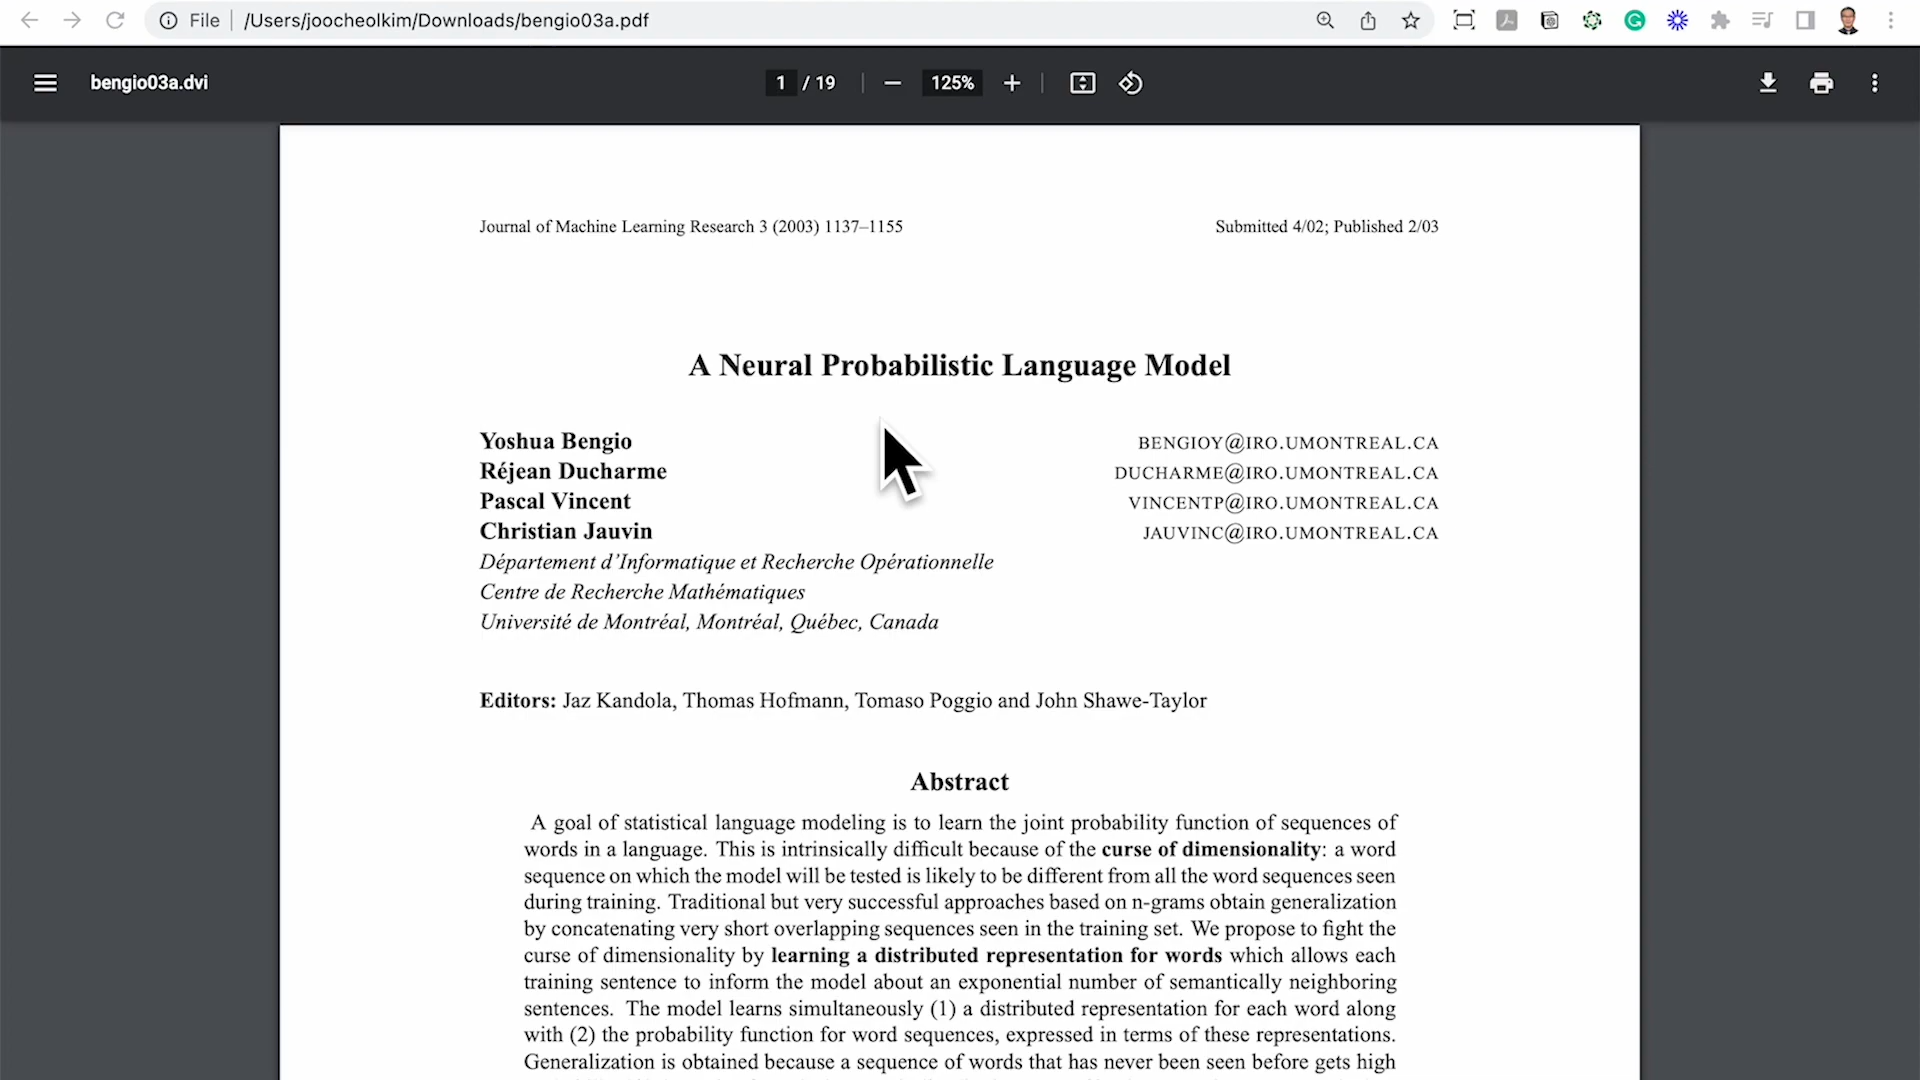 File /Users/joocheolkim/Downloads/bengio03a.pdf
bengio03a.dvi 1 / 19 125%
Journal of Machine Learning Research 3 (2003) 1137–1155 Submitted 4/02; Published 2/03
A Neural Probabilistic Language Model
Yoshua Bengio BENGIOY@IRO.UMONTREAL.CA
Réjean Ducharme DUCHARME@IRO.UMONTREAL.CA
Pascal Vincent VINCENTP@IRO.UMONTREAL.CA
Christian Jauvin JAUVINC@IRO.UMONTREAL.CA
Département d’Informatique et Recherche Opérationnelle
Centre de Recherche Mathématiques
Université de Montréal, Montréal, Québec, Canada
Editors: Jaz Kandola, Thomas Hofmann, Tomaso Poggio and John Shawe-Taylor
Abstract
A goal of statistical language modeling is to learn the joint probability function of sequences of
words in a language. This is intrinsically difficult because of the curse of dimensionality: a word
sequence on which the model will be tested is likely to be different from all the word sequences seen
during training. Traditional but very successful approaches based on n-grams obtain generalization
by concatenating very short overlapping sequences seen in the training set. We propose to fight the
curse of dimensionality by learning a distributed representation for words which allows each
training sentence to inform the model about an exponential number of semantically neighboring
sentences. The model learns simultaneously (1) a distributed representation for each word along
with (2) the probability function for word sequences, expressed in terms of these representations.
Generalization is obtained because a sequence of words that has never been seen before gets high